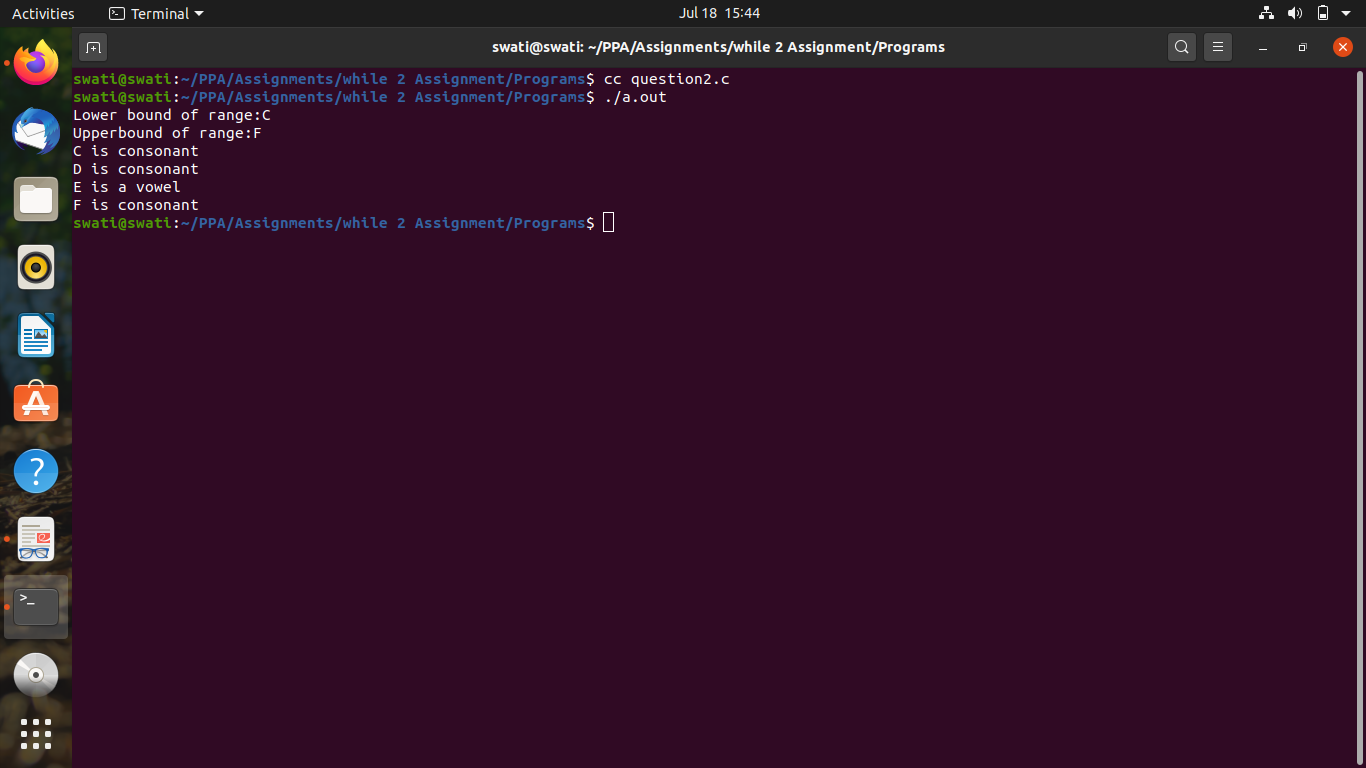 Activities Terminal Jul 18 15:44
swati@swati: ~/PPA/Assignments/while 2 Assignment/Programs
swati@swati:~/PPA/Assignments/while 2 Assignment/Programs$ cc question2.c
swati@swati:~/PPA/Assignments/while 2 Assignment/Programs$ ./a.out
Lower bound of range:C
Upperbound of range:F
C is consonant
D is consonant
E is a vowel
F is consonant
swati@swati:~/PPA/Assignments/while 2 Assignment/Programs$